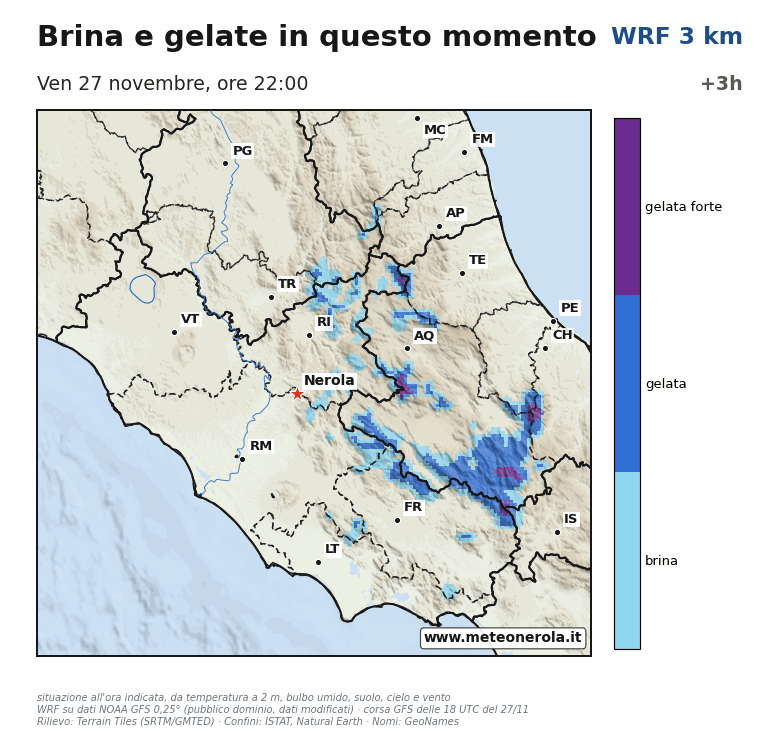 Brina e gelate in questo momento WRF 3 km
Ven 27 novembre, ore 22:00 +3h
MC
FM
PG
AP
TE
TR
PE
VT
RI
CH
AQ
Nerola
RM
FR
IS
LT
www.meteonerola.it
gelata forte
gelata
brina
situazione all'ora indicata, da temperatura a 2 m, bulbo umido, suolo, cielo e vento
WRF su dati NOAA GFS 0,25° (pubblico dominio, dati modificati) · corsa GFS delle 18 UTC del 27/11
Rilievo: Terrain Tiles (SRTM/GMTED) · Confini: ISTAT, Natural Earth · Nomi: GeoNames